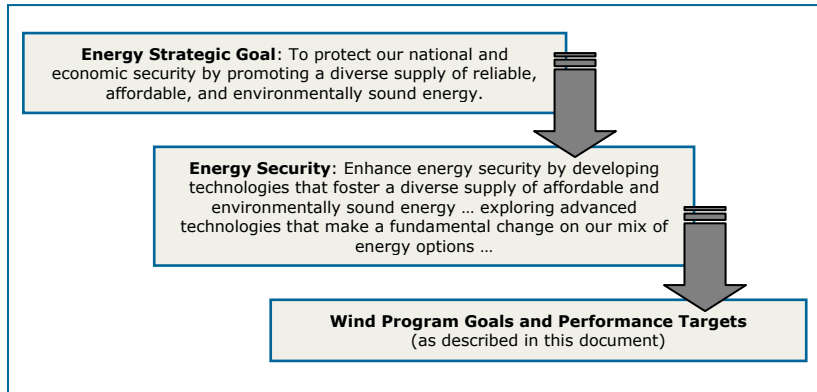 Energy Strategic Goal: To protect our national and
economic security by promoting a diverse supply of reliable,
affordable, and environmentally sound energy.
Energy Security: Enhance energy security by developing
technologies that foster a diverse supply of affordable and
environmentally sound energy … exploring advanced
technologies that make a fundamental change on our mix of
energy options …
Wind Program Goals and Performance Targets
(as described in this document)